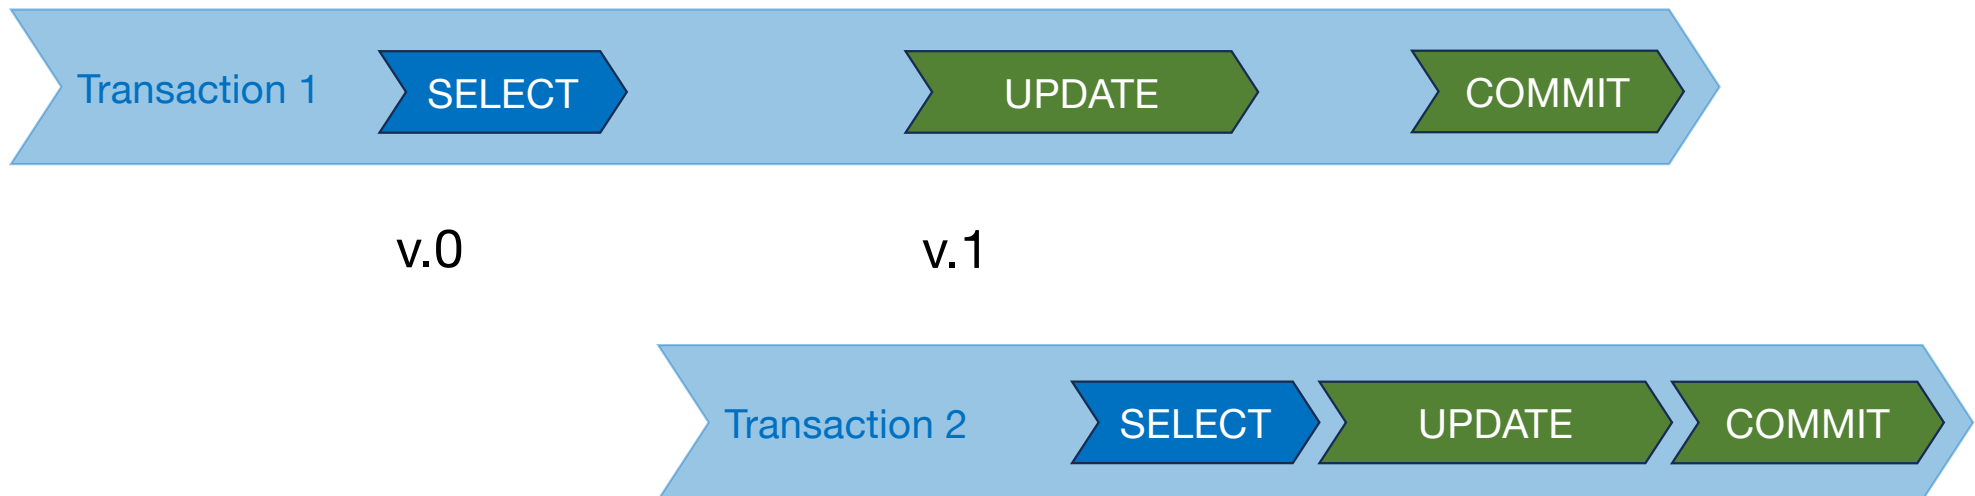 Transaction 1 SELECT UPDATE COMMIT
v.0 v.1
Transaction 2 SELECT UPDATE COMMIT